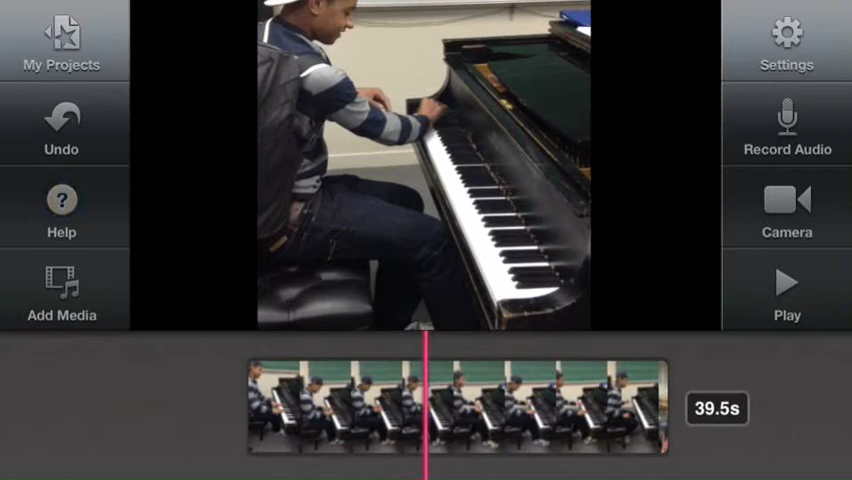 My Projects
Undo
?
Help
Add Media
Settings
Record Audio
Camera
Play
39.5s